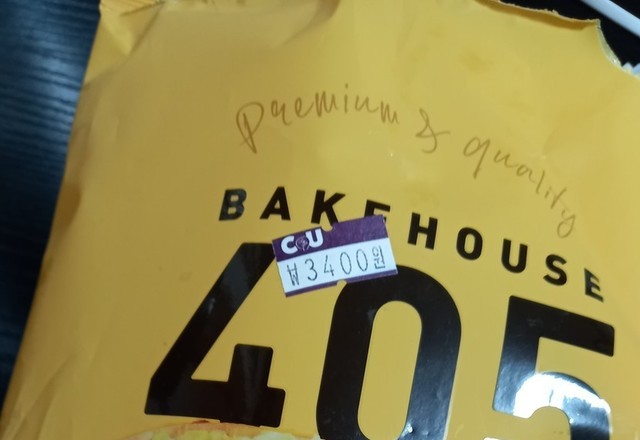 Premium & quality
BAKEHOUSE
CU
₩3400원
405